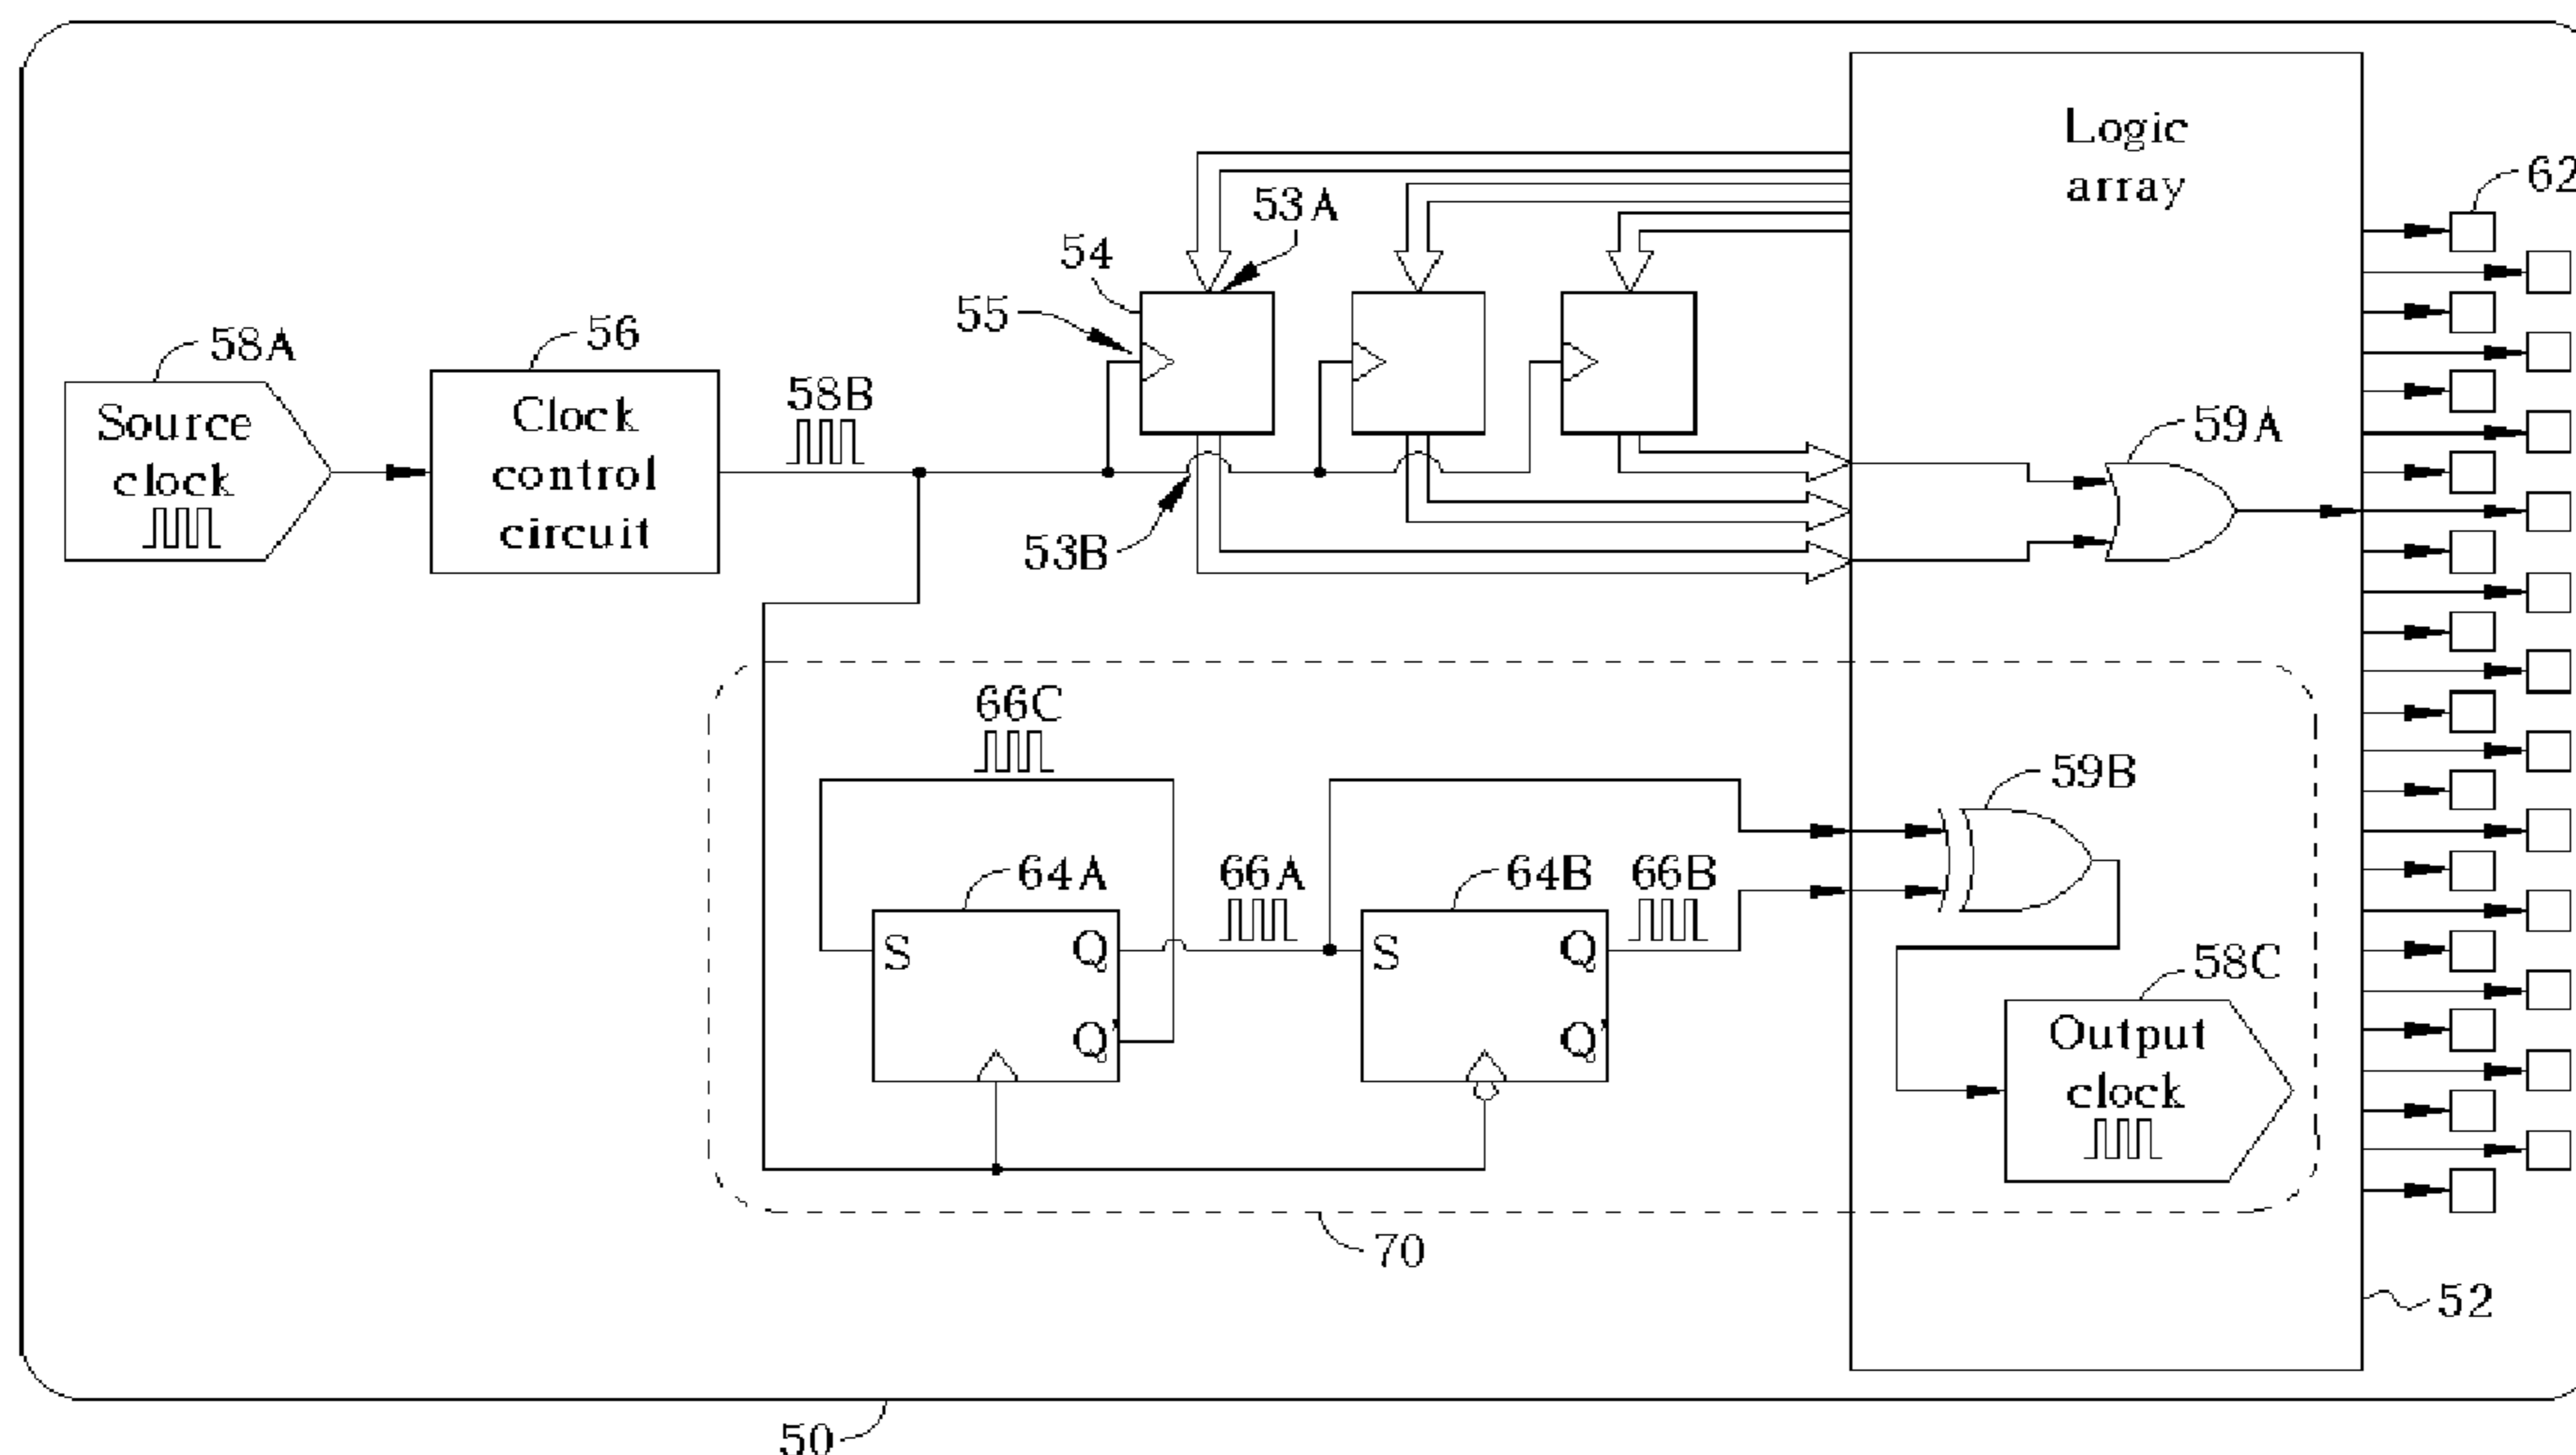 Logic
array
62
53A
54
55
56
58A
58B
Source
clock
Clock
control
circuit
59A
53B
66C
59B
64A
66A
64B
66B
S
Q
Q'
S
Q
Q'
58C
Output
clock
70
52
50